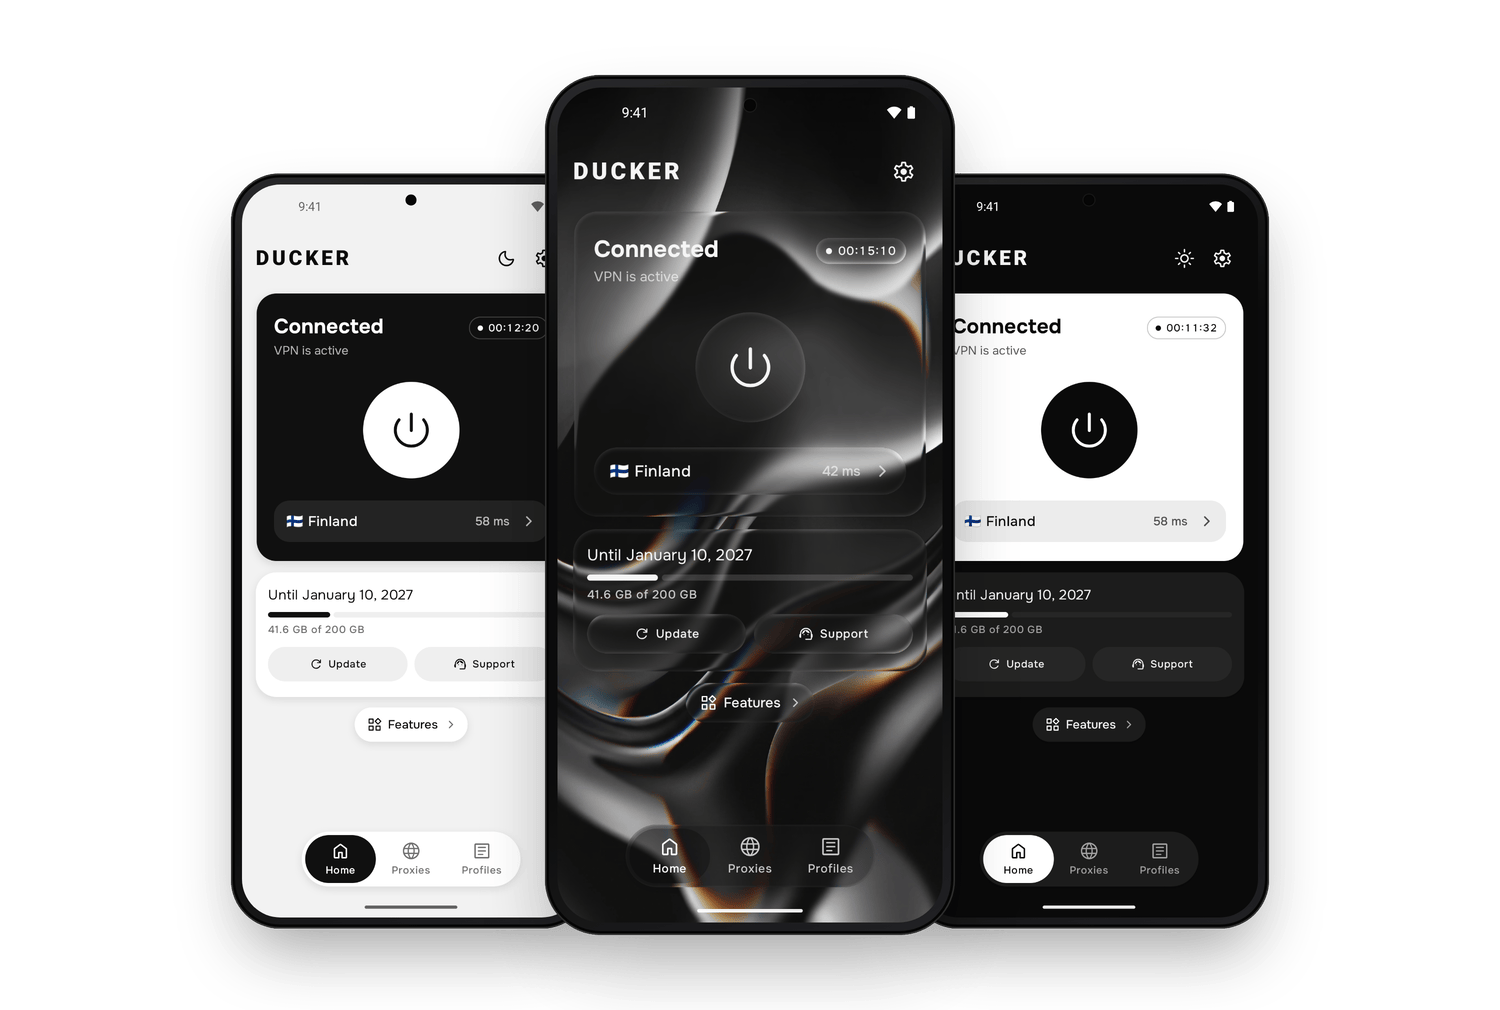 9:41
DUCKER
Connected
00:12:20
VPN is active
Finland
58 ms
Until January 10, 2027
41.6 GB of 200 GB
Update
Support
Features
Home
Proxies
Profiles
9:41
DUCKER
Connected
00:15:10
VPN is active
Finland
42 ms
Until January 10, 2027
41.6 GB of 200 GB
Update
Support
Features
Home
Proxies
Profiles
9:41
UCKER
Connected
00:11:32
VPN is active
Finland
58 ms
ntil January 10, 2027
1.6 GB of 200 GB
Update
Support
Features
Home
Proxies
Profiles